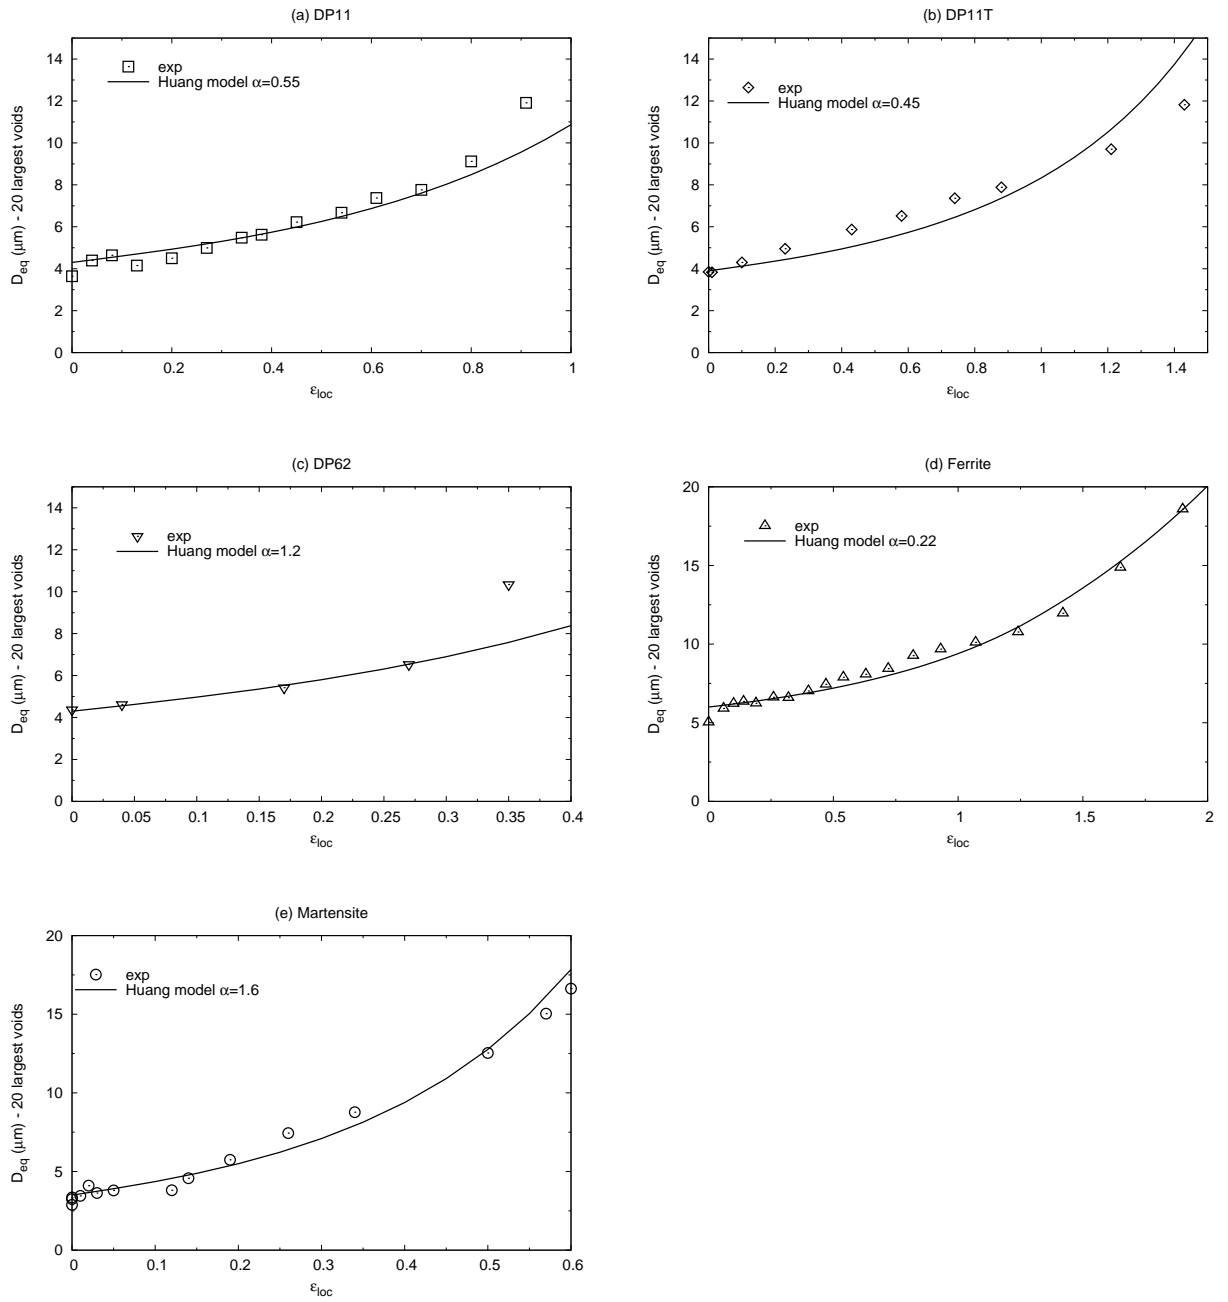 (a) DP11
D_eq (μm) - 20 largest voids
14
12
10
8
6
4
2
0
exp
Huang model α=0.55
0 0.2 0.4 0.6 0.8 1
ε_loc
(b) DP11T
D_eq (μm) - 20 largest voids
14
12
10
8
6
4
2
0
exp
Huang model α=0.45
0 0.2 0.4 0.6 0.8 1 1.2 1.4
ε_loc
(c) DP62
D_eq (μm) - 20 largest voids
14
12
10
8
6
4
2
0
exp
Huang model α=1.2
0 0.05 0.1 0.15 0.2 0.25 0.3 0.35 0.4
ε_loc
(d) Ferrite
D_eq (μm) - 20 largest voids
20
15
10
5
0
exp
Huang model α=0.22
0 0.5 1 1.5 2
ε_loc
(e) Martensite
D_eq (μm) - 20 largest voids
20
15
10
5
0
exp
Huang model α=1.6
0 0.1 0.2 0.3 0.4 0.5 0.6
ε_loc